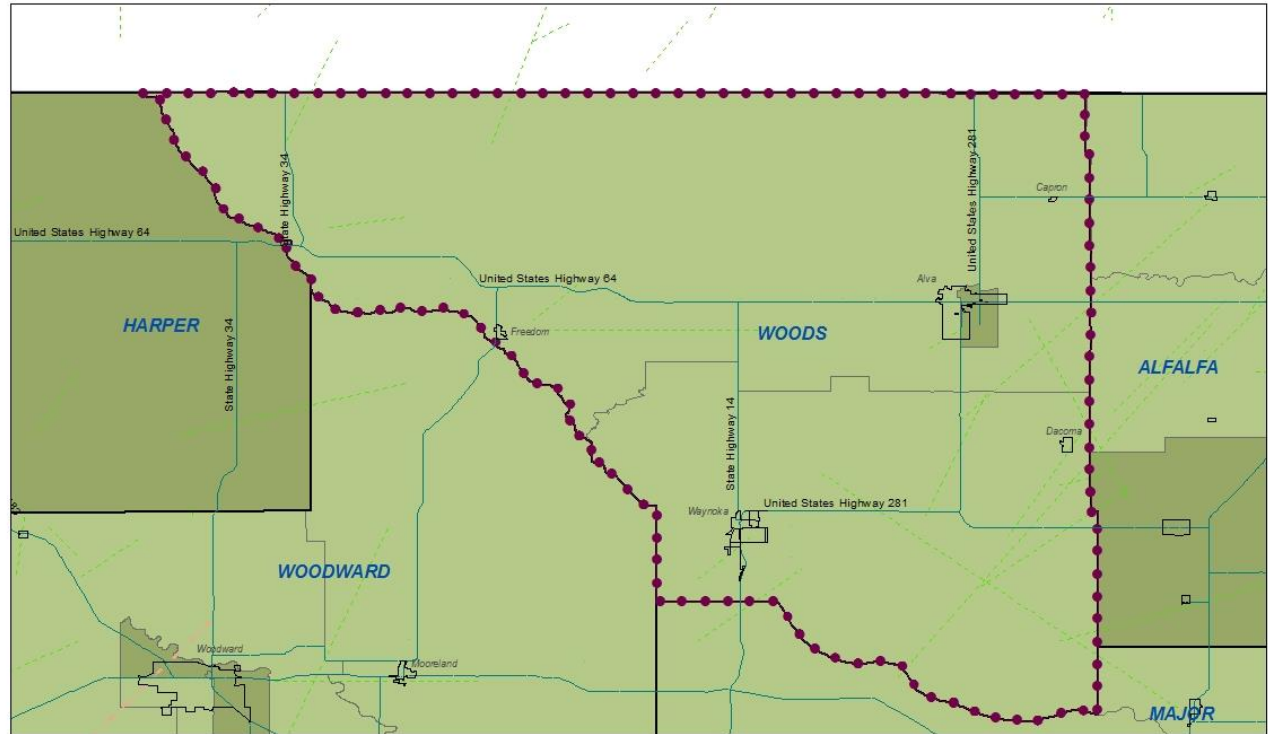 State Highway 34
United States Highway 281
Capron
United States Highway 64
United States Highway 64
Alva
HARPER
Freedom
WOODS
ALFALFA
State Highway 34
State Highway 14
Dacoma
United States Highway 281
Waynoka
WOODWARD
Woodward
Mooreland
MAJOR